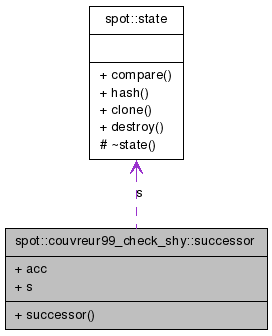 spot::state
+ compare()
+ hash()
+ clone()
+ destroy()
# ~state()
s
spot::couvreur99_check_shy::successor
+ acc
+ s
+ successor()